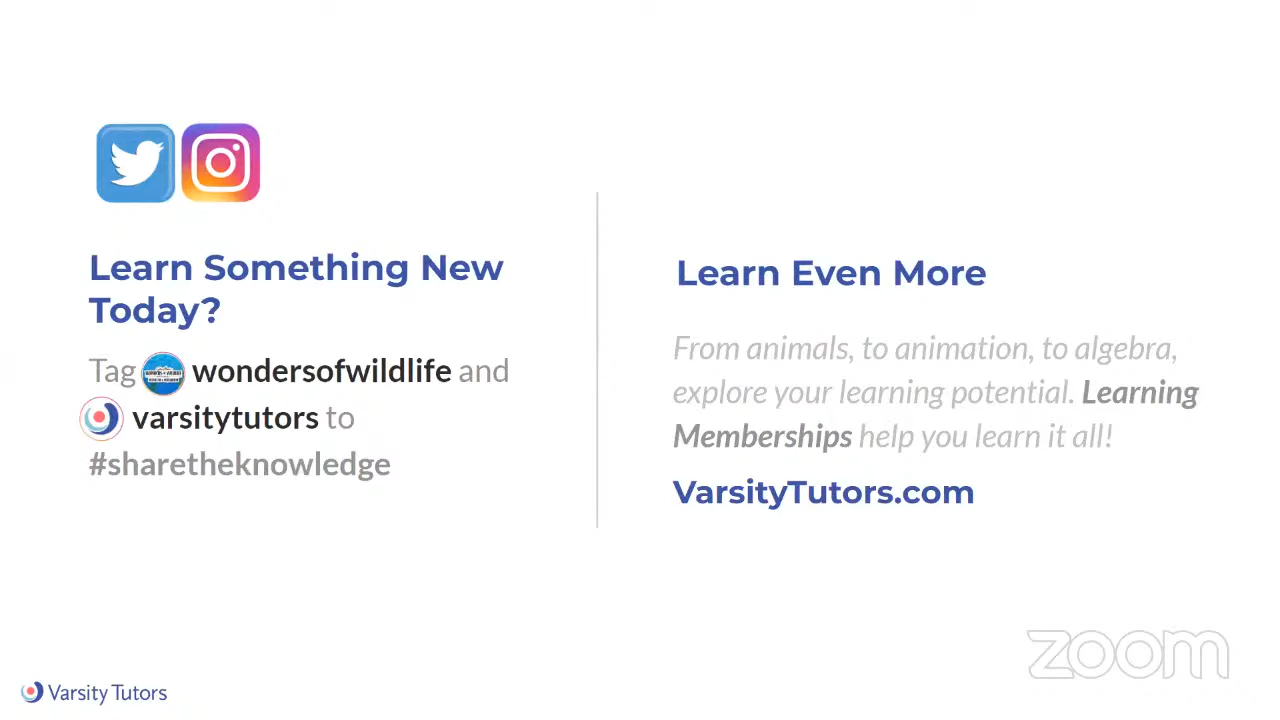 Learn Something New
Today?
Tag wondersofwildlife and
varsitytutors to
#sharetheknowledge
Learn Even More
From animals, to animation, to algebra,
explore your learning potential. Learning
Memberships help you learn it all!
VarsityTutors.com
zoom
Varsity Tutors